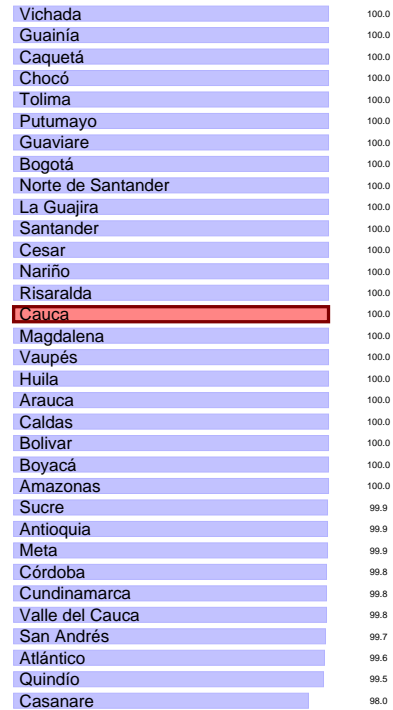 Vichada 100.0
Guainía 100.0
Caquetá 100.0
Chocó 100.0
Tolima 100.0
Putumayo 100.0
Guaviare 100.0
Bogotá 100.0
Norte de Santander 100.0
La Guajira 100.0
Santander 100.0
Cesar 100.0
Nariño 100.0
Risaralda 100.0
Cauca 100.0
Magdalena 100.0
Vaupés 100.0
Huila 100.0
Arauca 100.0
Caldas 100.0
Bolivar 100.0
Boyacá 100.0
Amazonas 100.0
Sucre 99.9
Antioquia 99.9
Meta 99.9
Córdoba 99.8
Cundinamarca 99.8
Valle del Cauca 99.8
San Andrés 99.7
Atlántico 99.6
Quindío 99.5
Casanare 98.0